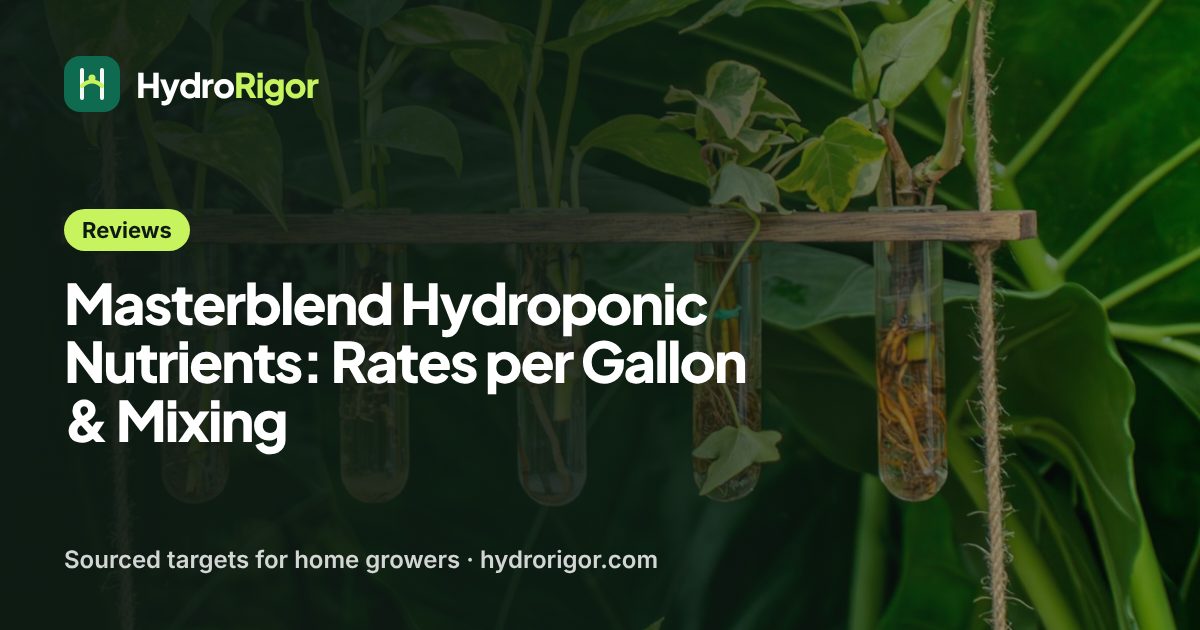 HydroRigor
Reviews
Masterblend Hydroponic
Nutrients: Rates per Gallon
& Mixing
Sourced targets for home growers · hydrorigor.com